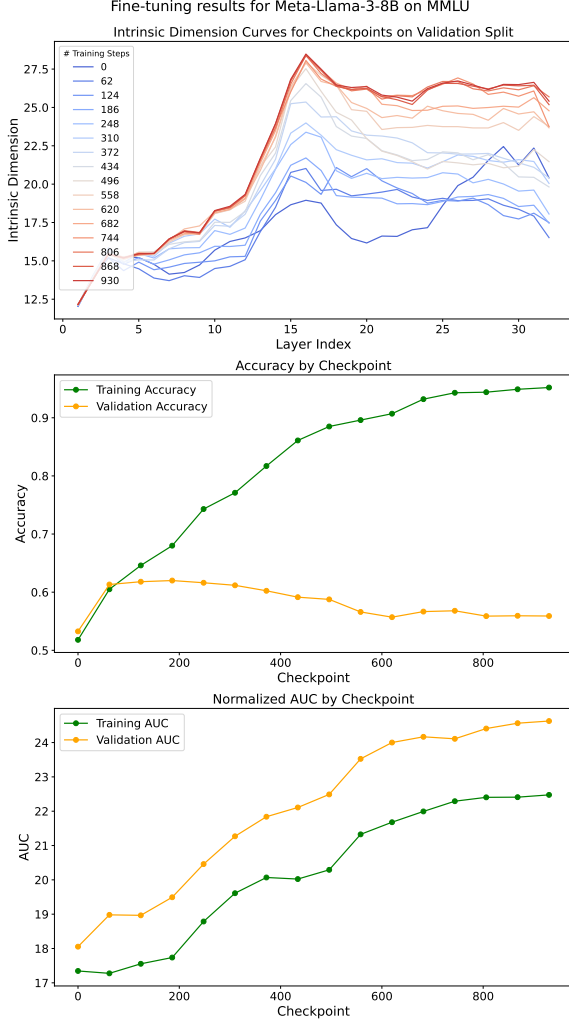 Fine-tuning results for Meta-Llama-3-8B on MMLU
Intrinsic Dimension Curves for Checkpoints on Validation Split
# Training Steps
0
62
124
186
248
310
372
434
496
558
620
682
744
806
868
930
Intrinsic Dimension
27.5
25.0
22.5
20.0
17.5
15.0
12.5
0 5 10 15 20 25 30
Layer Index
Accuracy by Checkpoint
Training Accuracy
Validation Accuracy
Accuracy
0.9
0.8
0.7
0.6
0.5
0 200 400 600 800
Checkpoint
Normalized AUC by Checkpoint
Training AUC
Validation AUC
AUC
24
23
22
21
20
19
18
17
0 200 400 600 800
Checkpoint